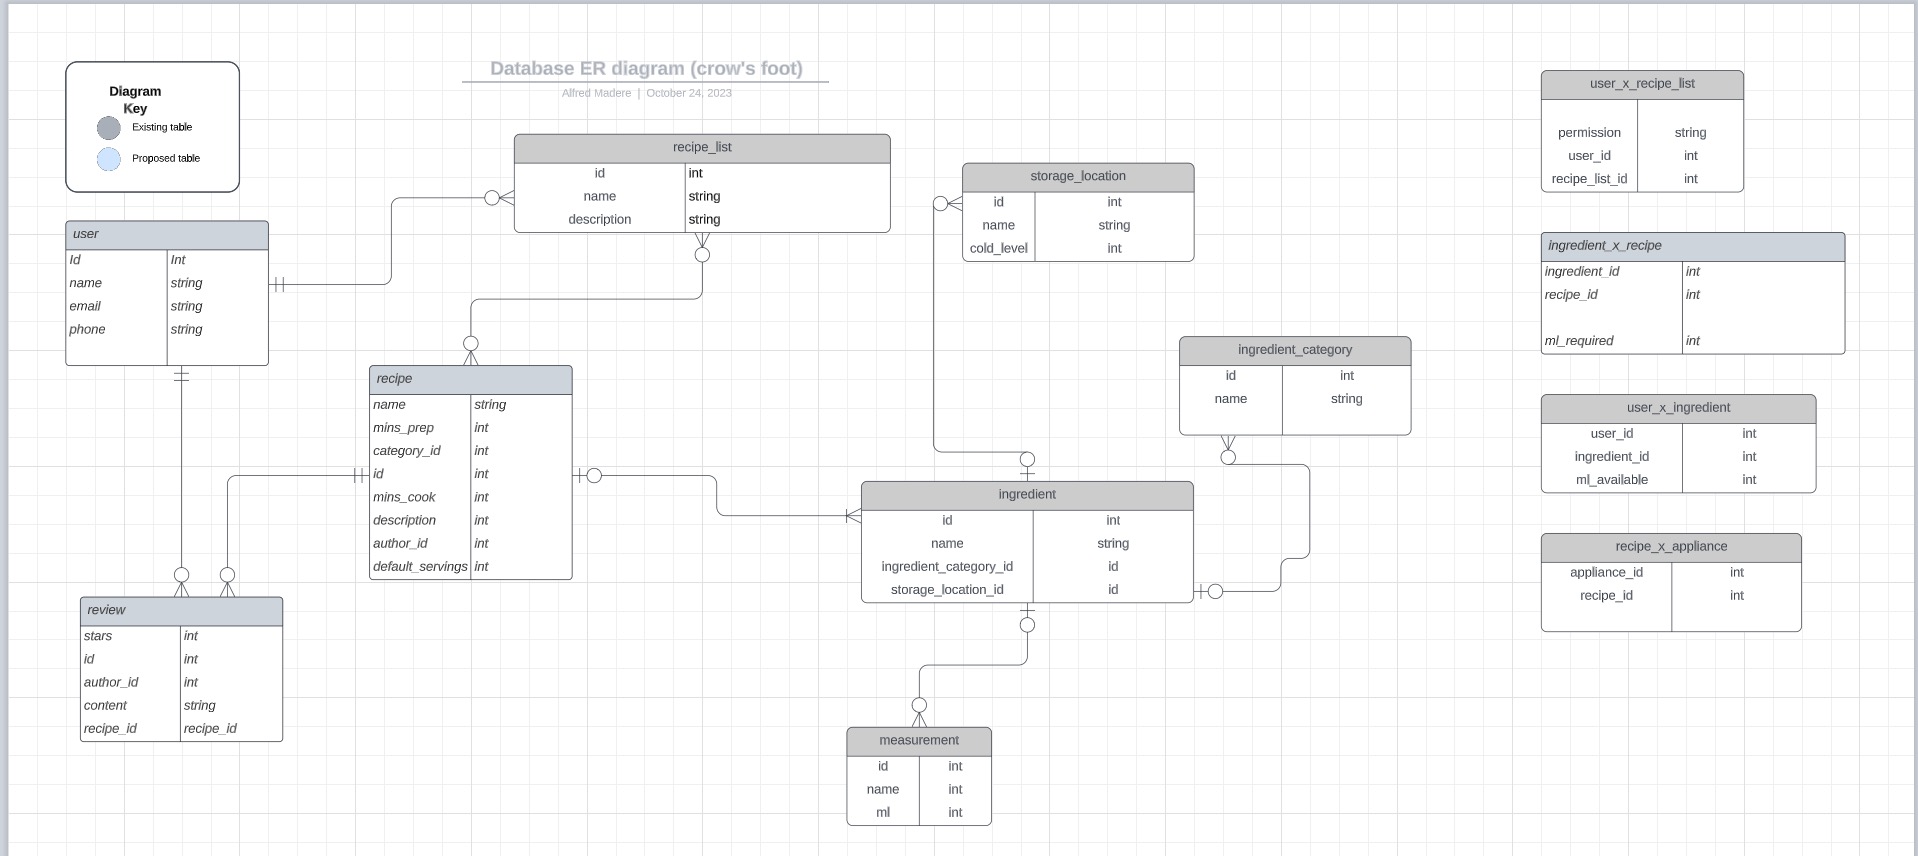 Database ER diagram (crow's foot)
Alfred Madere | October 24, 2023
Diagram
Key
Existing table
Proposed table
user
Id Int
name string
email string
phone string
recipe_list
id int
name string
description string
storage_location
id int
name string
cold_level int
ingredient_category
id int
name string
recipe
name string
mins_prep int
category_id int
id int
mins_cook int
description int
author_id int
default_servings int
ingredient
id int
name string
ingredient_category_id id
storage_location_id id
review
stars int
id int
author_id int
content string
recipe_id recipe_id
measurement
id int
name int
ml int
user_x_recipe_list
permission string
user_id int
recipe_list_id int
ingredient_x_recipe
ingredient_id int
recipe_id int
ml_required int
user_x_ingredient
user_id int
ingredient_id int
ml_available int
recipe_x_appliance
appliance_id int
recipe_id int